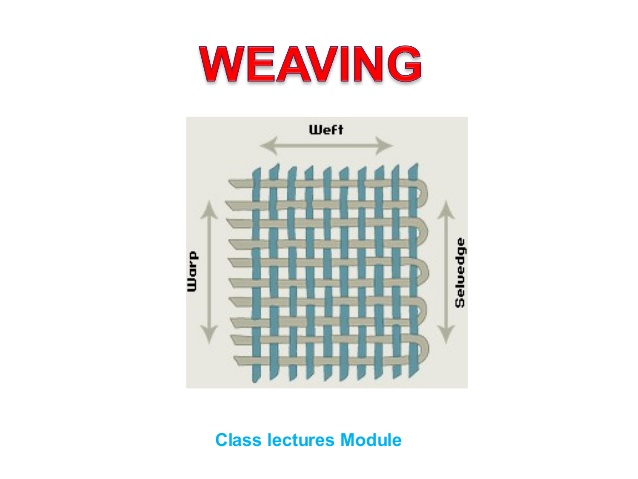 WEAVING
Weft
Warp
Selvedge
Class lectures Module